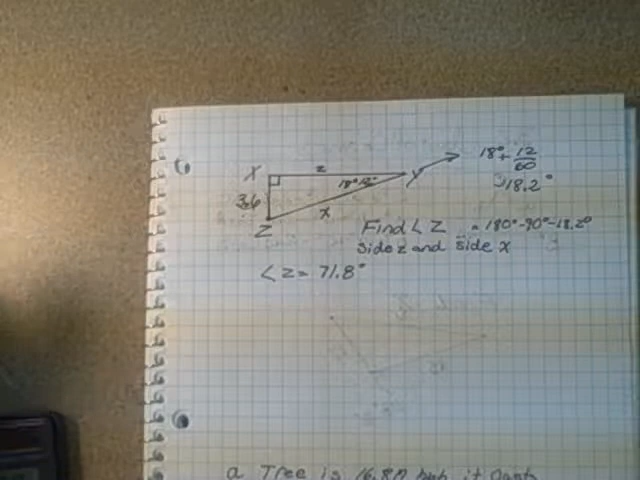 X
z
18°12'
Y
18° + 12/60
18.2°
3.6
x
Z
Find < Z = 180°-90°-18.2°
side z and side x
< Z = 71.8°
a Tree is 16.8m